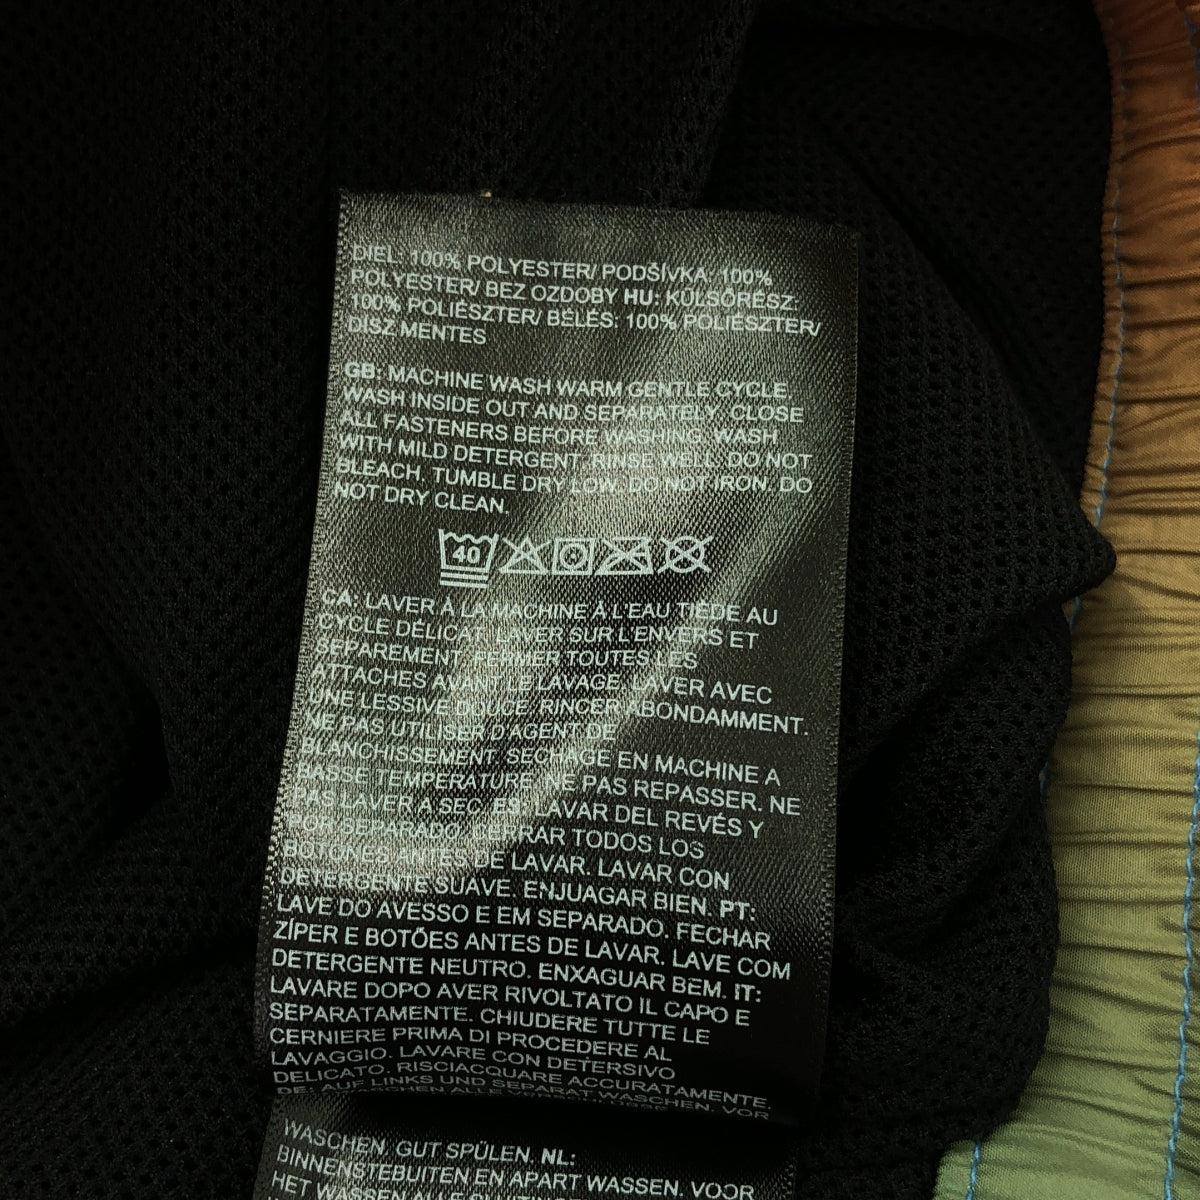 DIEL: 100% POLYESTER/ PODŠÍVKA: 100%
POLYESTER/ BEZ OZDOBY HU: KÜLSŐRÉSZ:
100% POLIÉSZTER/ BÉLÉS: 100% POLIÉSZTER/
DÍSZ MENTES
GB: MACHINE WASH WARM GENTLE CYCLE
WASH INSIDE OUT AND SEPARATELY. CLOSE
ALL FASTENERS BEFORE WASHING. WASH
WITH MILD DETERGENT. RINSE WELL. DO NOT
BLEACH. TUMBLE DRY LOW. DO NOT IRON. DO
NOT DRY CLEAN.
40
CA: LAVER À LA MACHINE À L'EAU TIÈDE AU
CYCLE DÉLICAT. LAVER SUR L'ENVERS ET
SÉPAREMENT. FERMER TOUTES LES
ATTACHES AVANT LE LAVAGE. LAVER AVEC
UNE LESSIVE DOUCE. RINCER ABONDAMMENT.
NE PAS UTILISER D'AGENT DE
BLANCHISSEMENT. SÉCHAGE EN MACHINE A
BASSE TEMPÉRATURE. NE PAS REPASSER. NE
PAS LAVER A SEC. ES: LAVAR DEL REVÉS Y
POR SEPARADO. CERRAR TODOS LOS
BOTONES ANTES DE LAVAR. LAVAR CON
DETERGENTE SUAVE. ENJUAGAR BIEN. PT:
LAVE DO AVESSO E EM SEPARADO. FECHAR
ZÍPER E BOTÕES ANTES DE LAVAR. LAVE COM
DETERGENTE NEUTRO. ENXAGUAR BEM. IT:
LAVARE DOPO AVER RIVOLTATO IL CAPO E
SEPARATAMENTE. CHIUDERE TUTTE LE
CERNIERE PRIMA DI PROCEDERE AL
LAVAGGIO. LAVARE CON DETERSIVO
DELICATO. RISCIACQUARE ACCURATAMENTE.
DE: AUF LINKS UND SEPARAT WASCHEN. VOR
WASCHEN. GUT SPÜLEN. NL:
BINNENSTEBUITEN EN APART WASSEN. VOOR
HET WASSEN